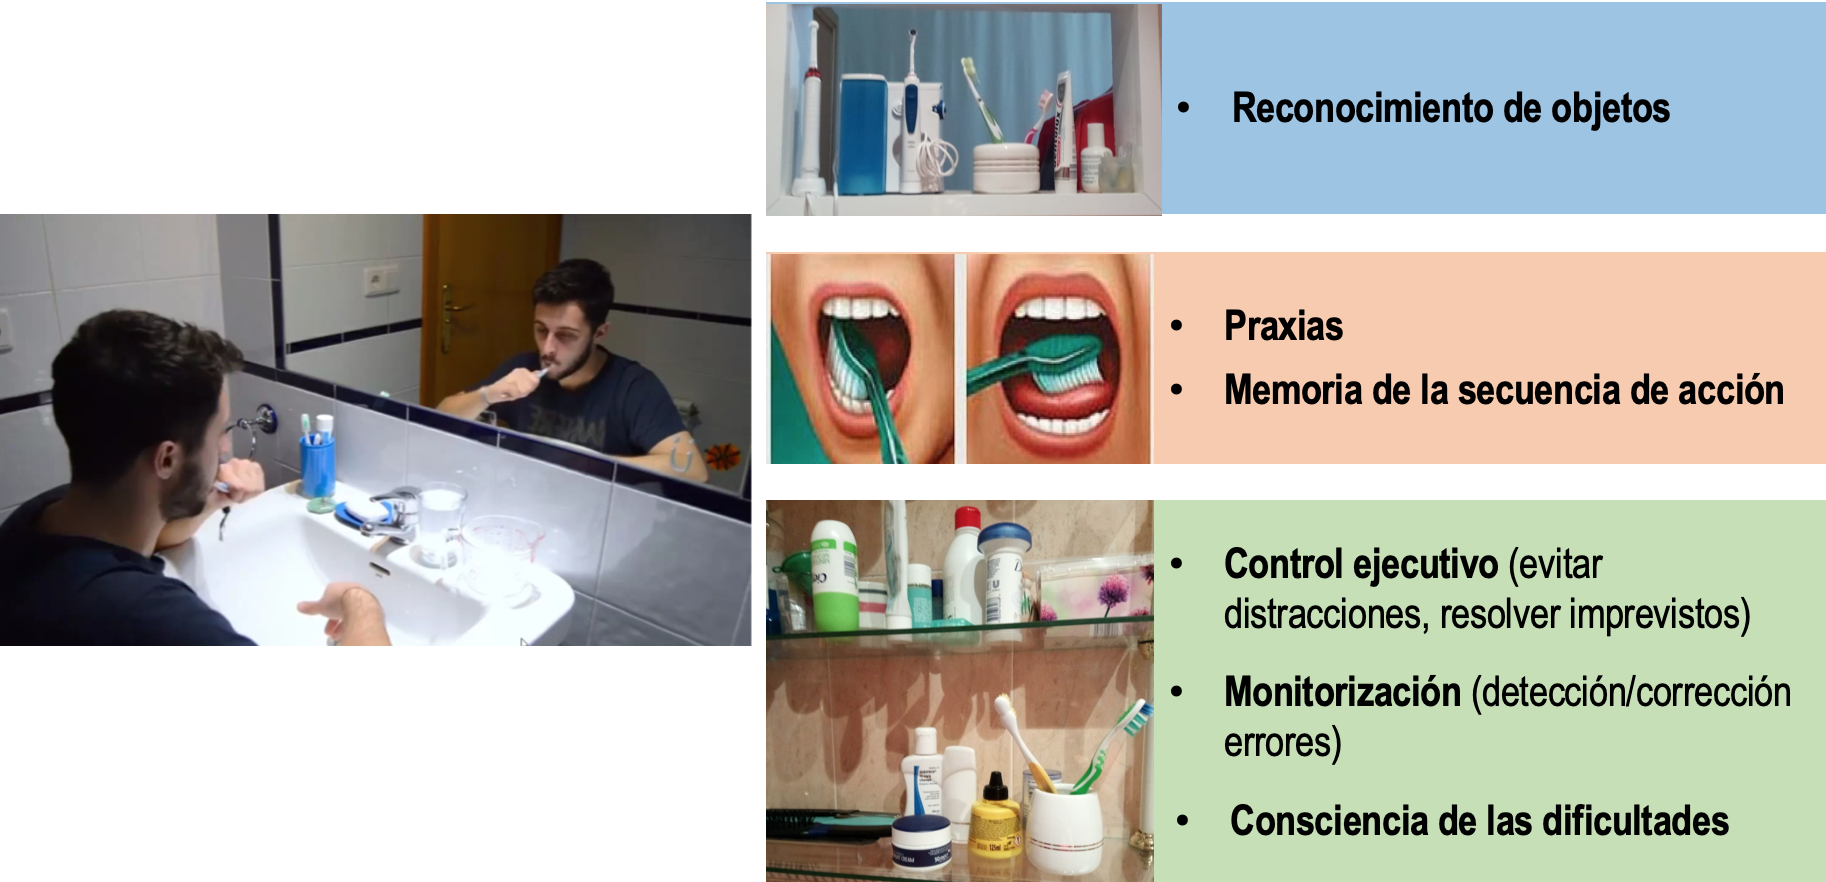 • Reconocimiento de objetos
• Praxias
• Memoria de la secuencia de acción
• Control ejecutivo (evitar
distracciones, resolver imprevistos)
• Monitorización (detección/corrección
errores)
• Consciencia de las dificultades